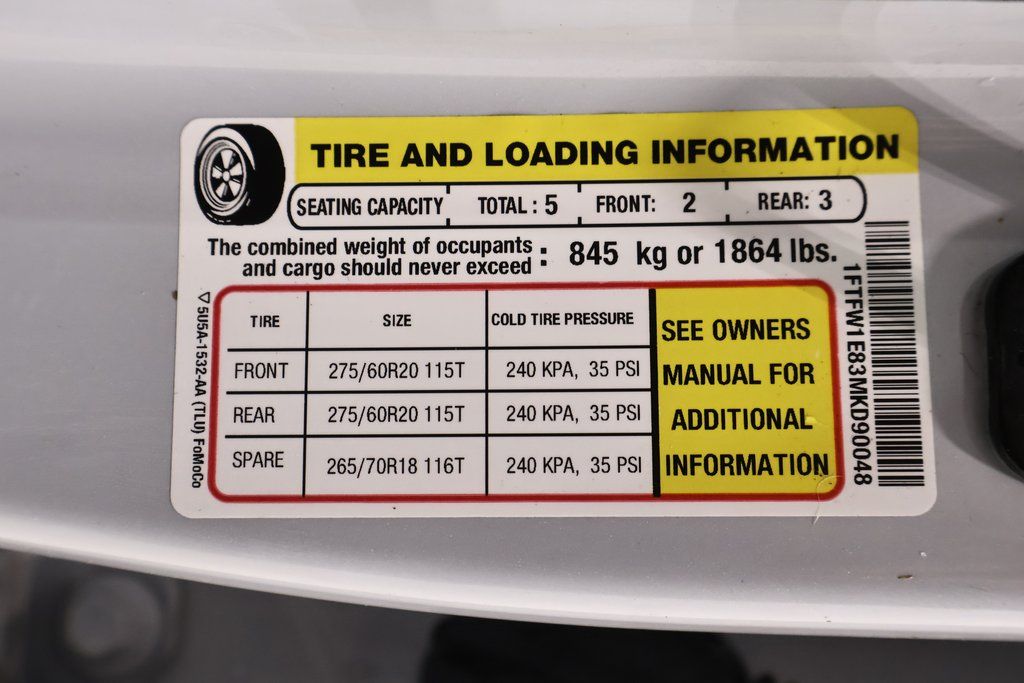 TIRE AND LOADING INFORMATION
SEATING CAPACITY TOTAL: 5 FRONT: 2 REAR: 3
The combined weight of occupants
and cargo should never exceed : 845 kg or 1864 lbs.
TIRE SIZE COLD TIRE PRESSURE
FRONT 275/60R20 115T 240 KPA, 35 PSI
REAR 275/60R20 115T 240 KPA, 35 PSI
SPARE 265/70R18 116T 240 KPA, 35 PSI
SEE OWNERS
MANUAL FOR
ADDITIONAL
INFORMATION
5U5A-1532-AA (TLU) FoMoCo
1FTFW1E83MKD90048